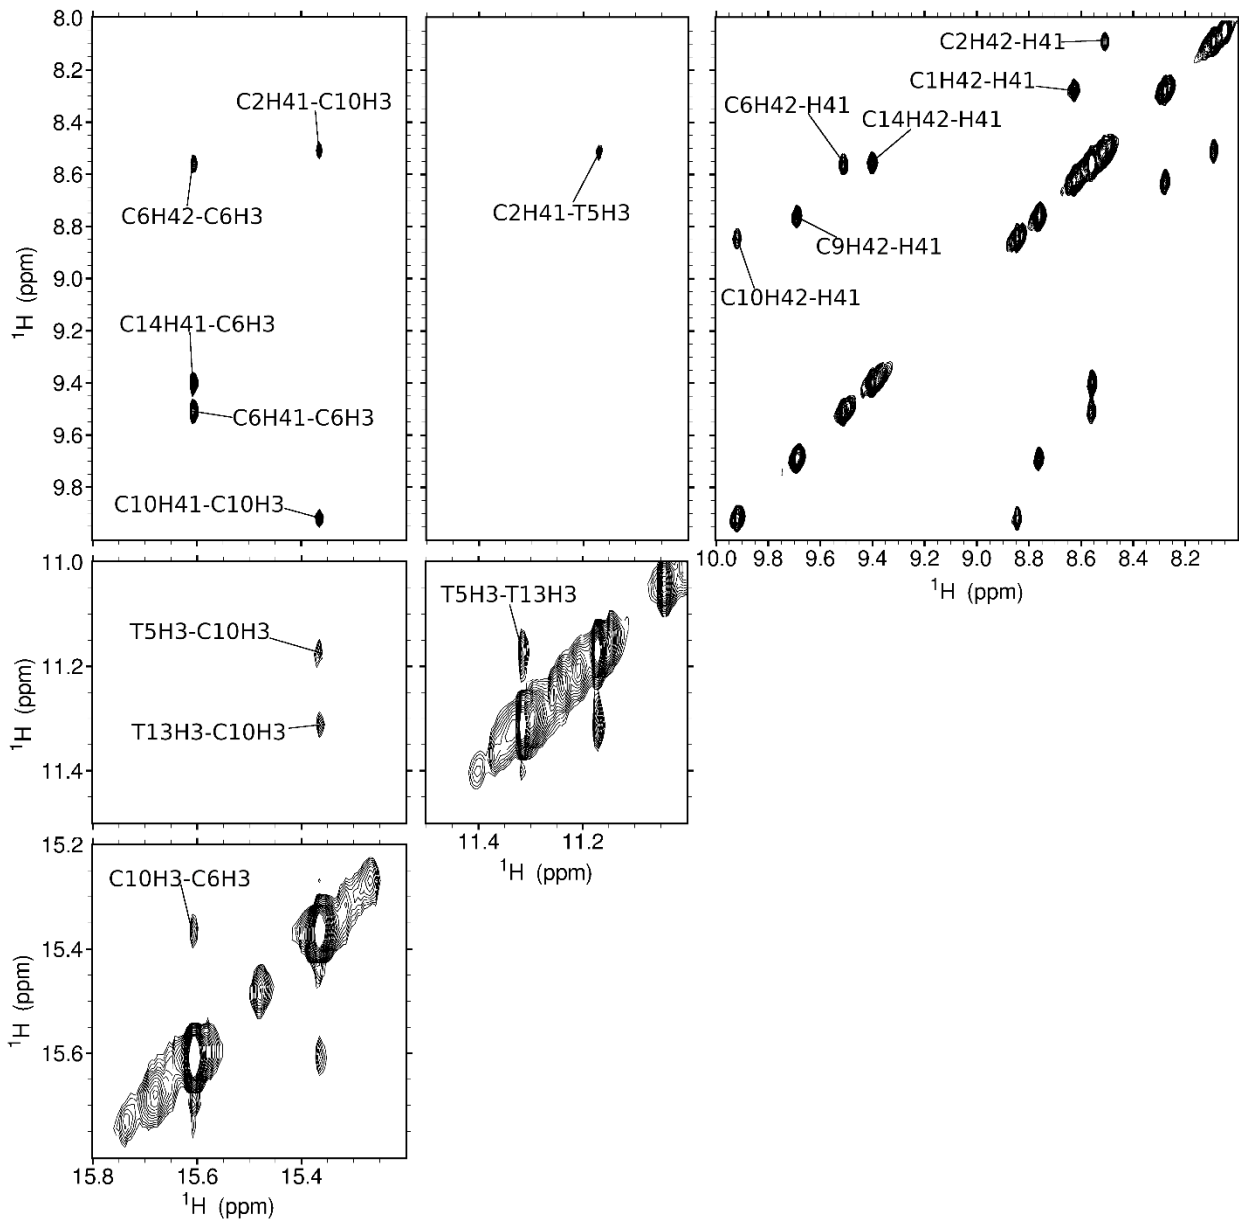 8.0
8.2
8.4
8.6
8.8
9.0
9.2
9.4
9.6
9.8
¹H (ppm)
C2H41-C10H3
C6H42-C6H3
C14H41-C6H3
C6H41-C6H3
C10H41-C10H3
C2H41-T5H3
C2H42-H41
C1H42-H41
C6H42-H41
C14H42-H41
C9H42-H41
C10H42-H41
10.0 9.8 9.6 9.4 9.2 9.0 8.8 8.6 8.4 8.2
¹H (ppm)
11.0
11.2
11.4
¹H (ppm)
T5H3-C10H3
T13H3-C10H3
T5H3-T13H3
11.4 11.2
¹H (ppm)
15.2
15.4
15.6
¹H (ppm)
C10H3-C6H3
15.8 15.6 15.4
¹H (ppm)